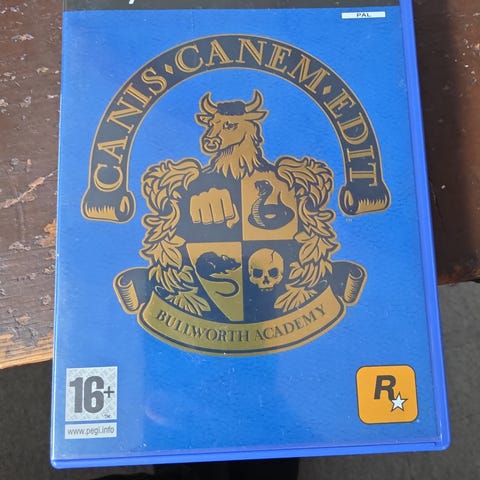 PAL
CANIS•CANEM•EDIT
BULLWORTH ACADEMY
16+
www.pegi.info
R